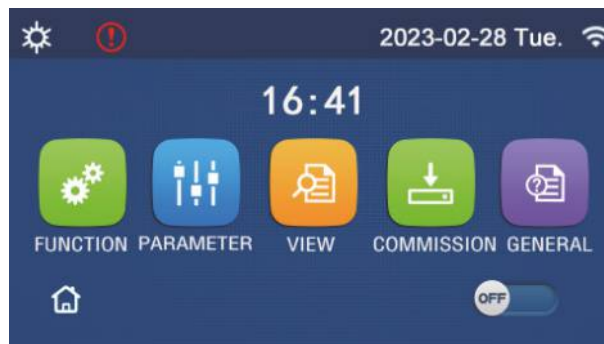 2023-02-28 Tue.
16:41
FUNCTION PARAMETER VIEW COMMISSION GENERAL
OFF